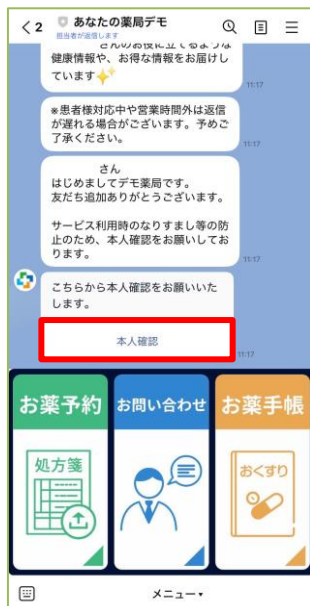 2
あなたの薬局デモ
担当者が返信します
さんのお役に立てるような
健康情報や、お得な情報をお届けし
ています
11:17
※患者様対応中や営業時間外は返信
が遅れる場合がございます。予めご
了承ください。
11:17
さん
はじめましてデモ薬局です。
友だち追加ありがとうございます。
サービス利用時のなりすまし等の防
止のため、本人確認をお願いしてお
ります。
11:17
こちらから本人確認をお願いいた
します。
本人確認
11:17
お薬予約
お問い合わせ
お薬手帳
処方箋
おくすり
メニュー▾